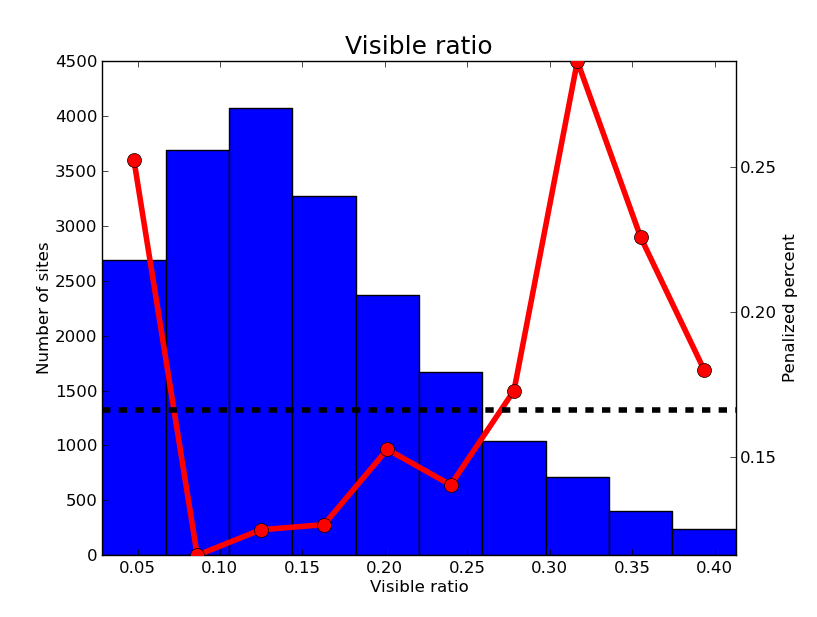 Visible ratio
4500
4000
3500
3000
2500
2000
1500
1000
500
0
Number of sites
0.25
0.20
0.15
Penalized percent
0.05 0.10 0.15 0.20 0.25 0.30 0.35 0.40
Visible ratio